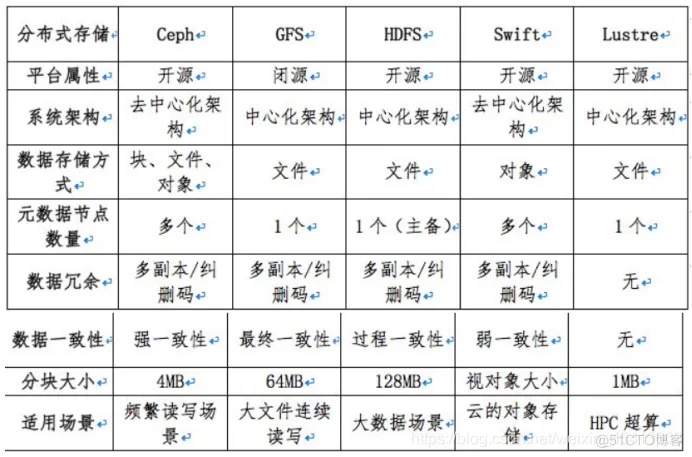 分布式存储 Ceph GFS HDFS Swift Lustre
平台属性 开源 闭源 开源 开源 开源
系统架构 去中心化架构 中心化架构 中心化架构 去中心化架构 中心化架构
数据存储方式 块、文件、对象 文件 文件 对象 文件
元数据节点数量 多个 1个 1个(主备) 多个 1个
数据冗余 多副本/纠删码 多副本/纠删码 多副本/纠删码 多副本/纠删码 无
数据一致性 强一致性 最终一致性 过程一致性 弱一致性 无
分块大小 4MB 64MB 128MB 视对象大小 1MB
适用场景 频繁读写场景 大文件连续读写 大数据场景 云的对象存储 HPC 超算
@51CTO博客